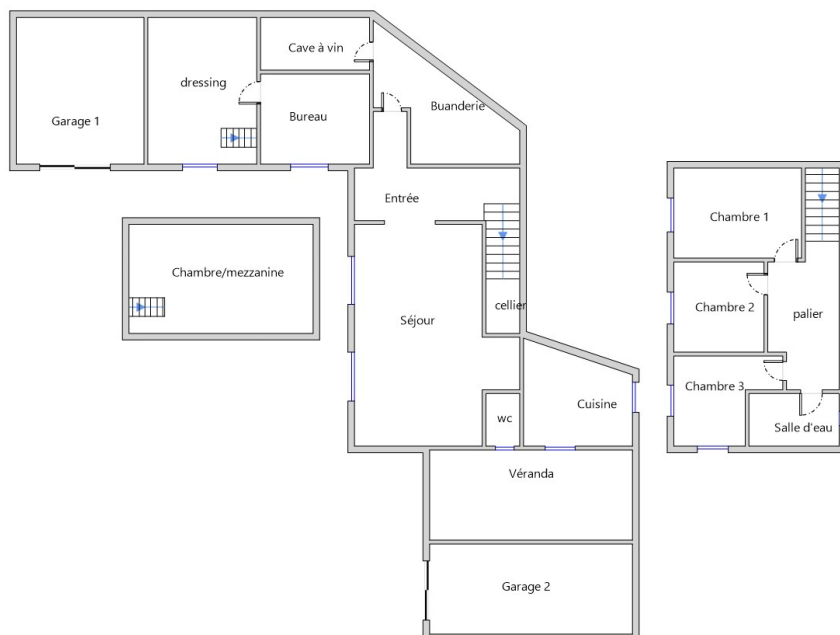 Cave à vin
dressing
Buanderie
Garage 1
Bureau
Entrée
Chambre 1
Chambre/mezzanine
cellier
Séjour
Chambre 2
palier
Chambre 3
Cuisine
wc
Salle d'eau
Véranda
Garage 2